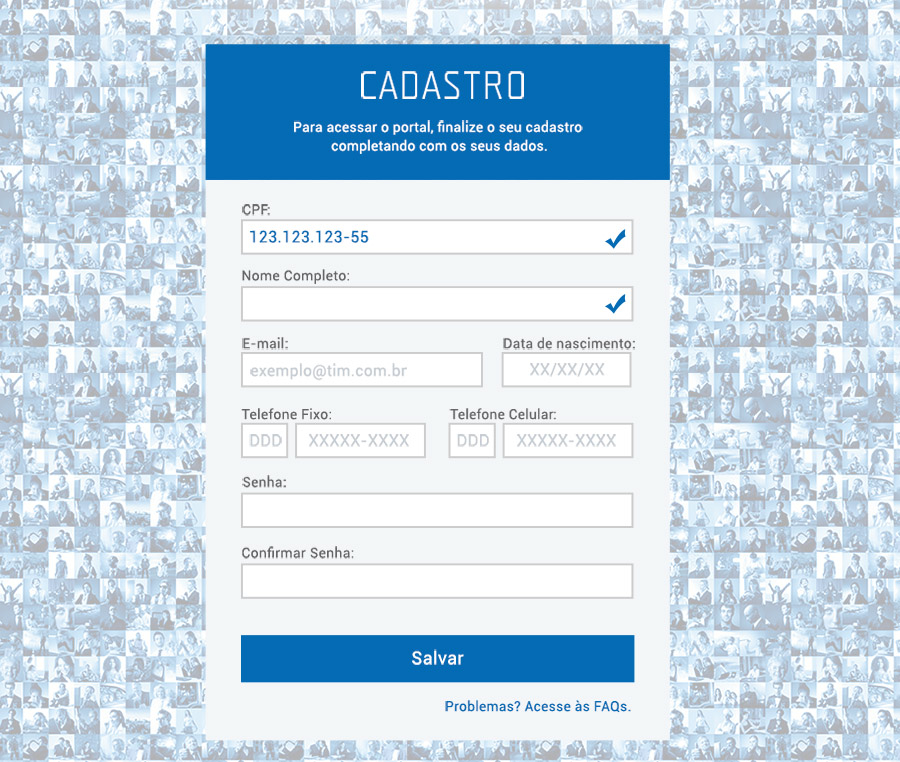 CADASTRO
Para acessar o portal, finalize o seu cadastro
completando com os seus dados.
CPF:
123.123.123-55
Nome Completo:
E-mail:
Data de nascimento:
exemplo@tim.com.br
XX/XX/XX
Telefone Fixo:
Telefone Celular:
DDD
XXXXX-XXXX
DDD
XXXXX-XXXX
Senha:
Confirmar Senha:
Salvar
Problemas? Acesse às FAQs.